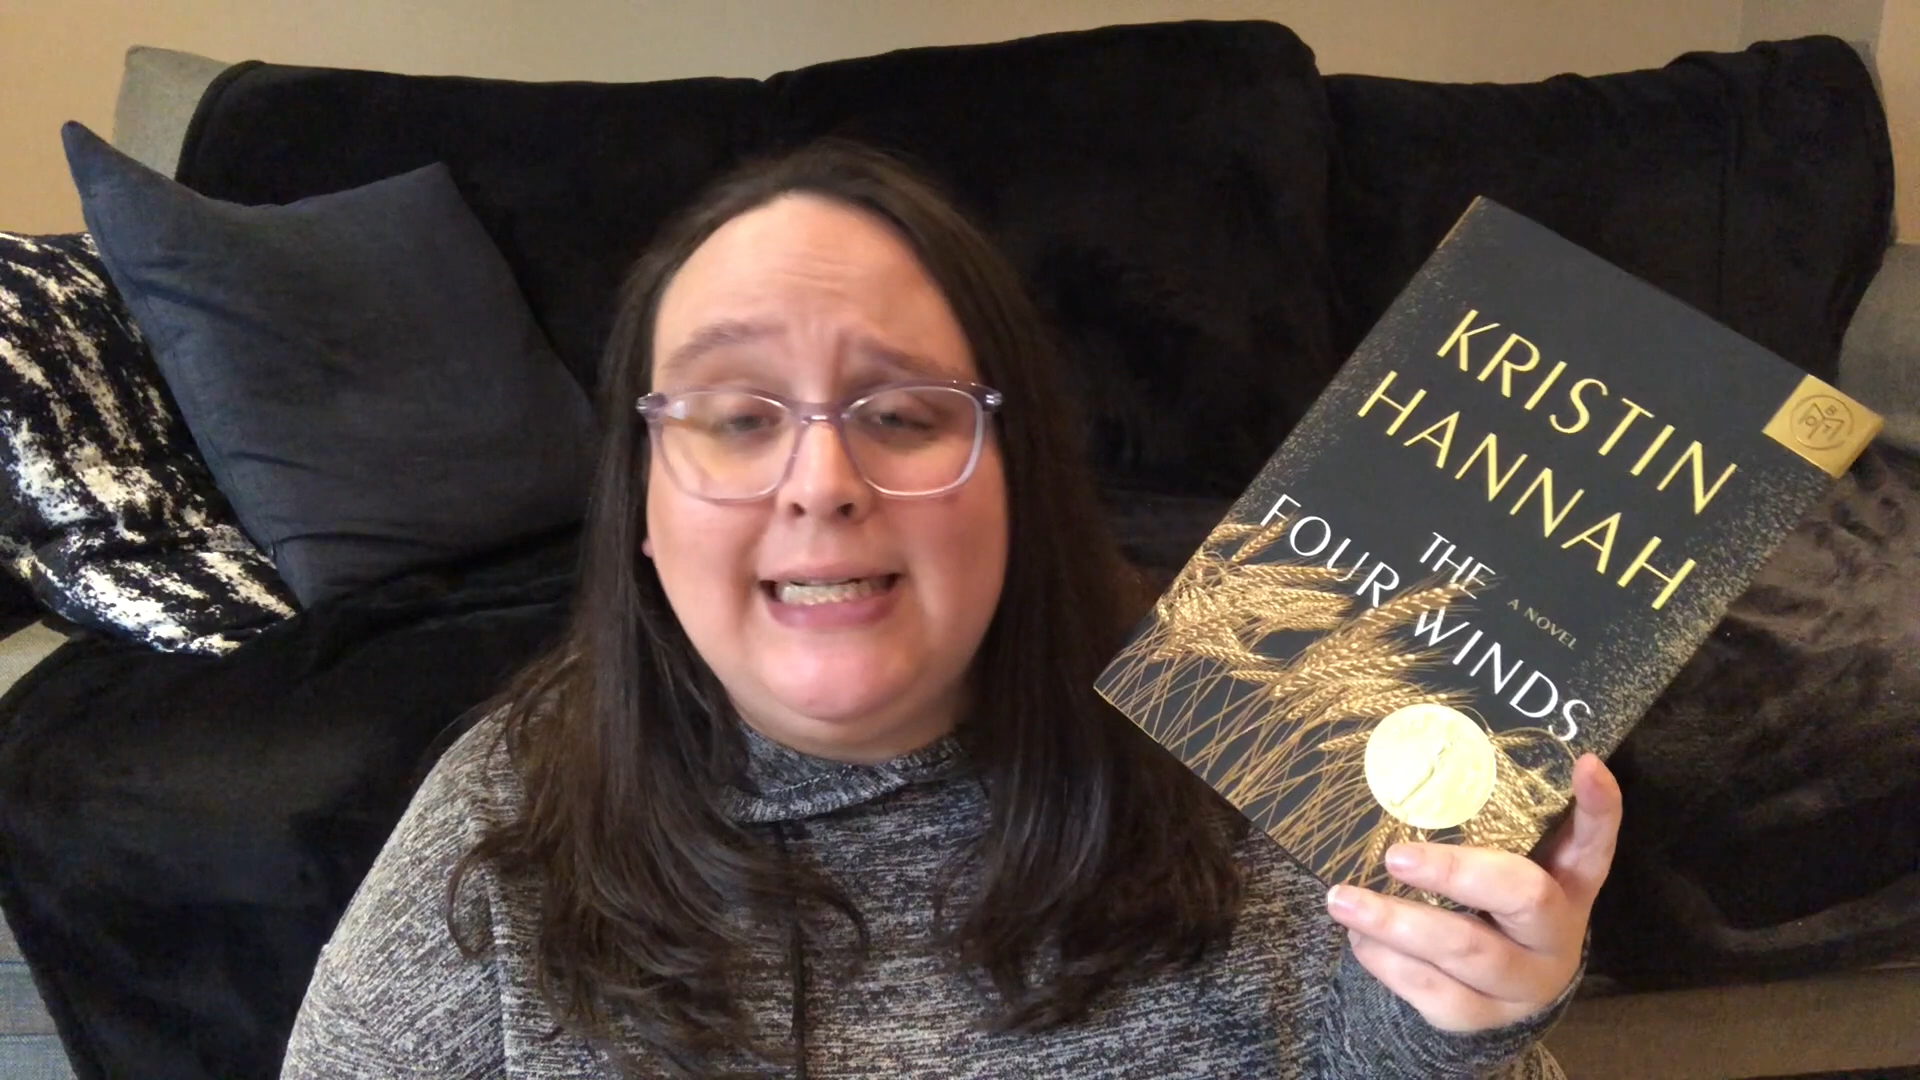 KRISTIN
HANNAH
THE
FOUR WINDS
A NOVEL